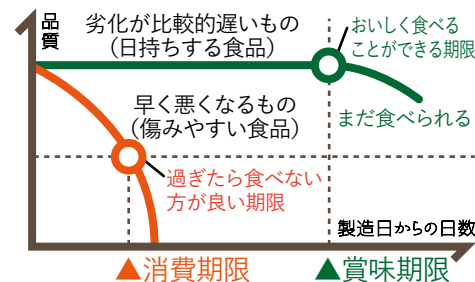 品質
劣化が比較的遅いもの
(日持ちする食品)
おいしく食べる
ことができる期限
早く悪くなるもの
(傷みやすい食品)
まだ食べられる
過ぎたら食べない
方が良い期限
製造日からの日数
▲消費期限
▲賞味期限